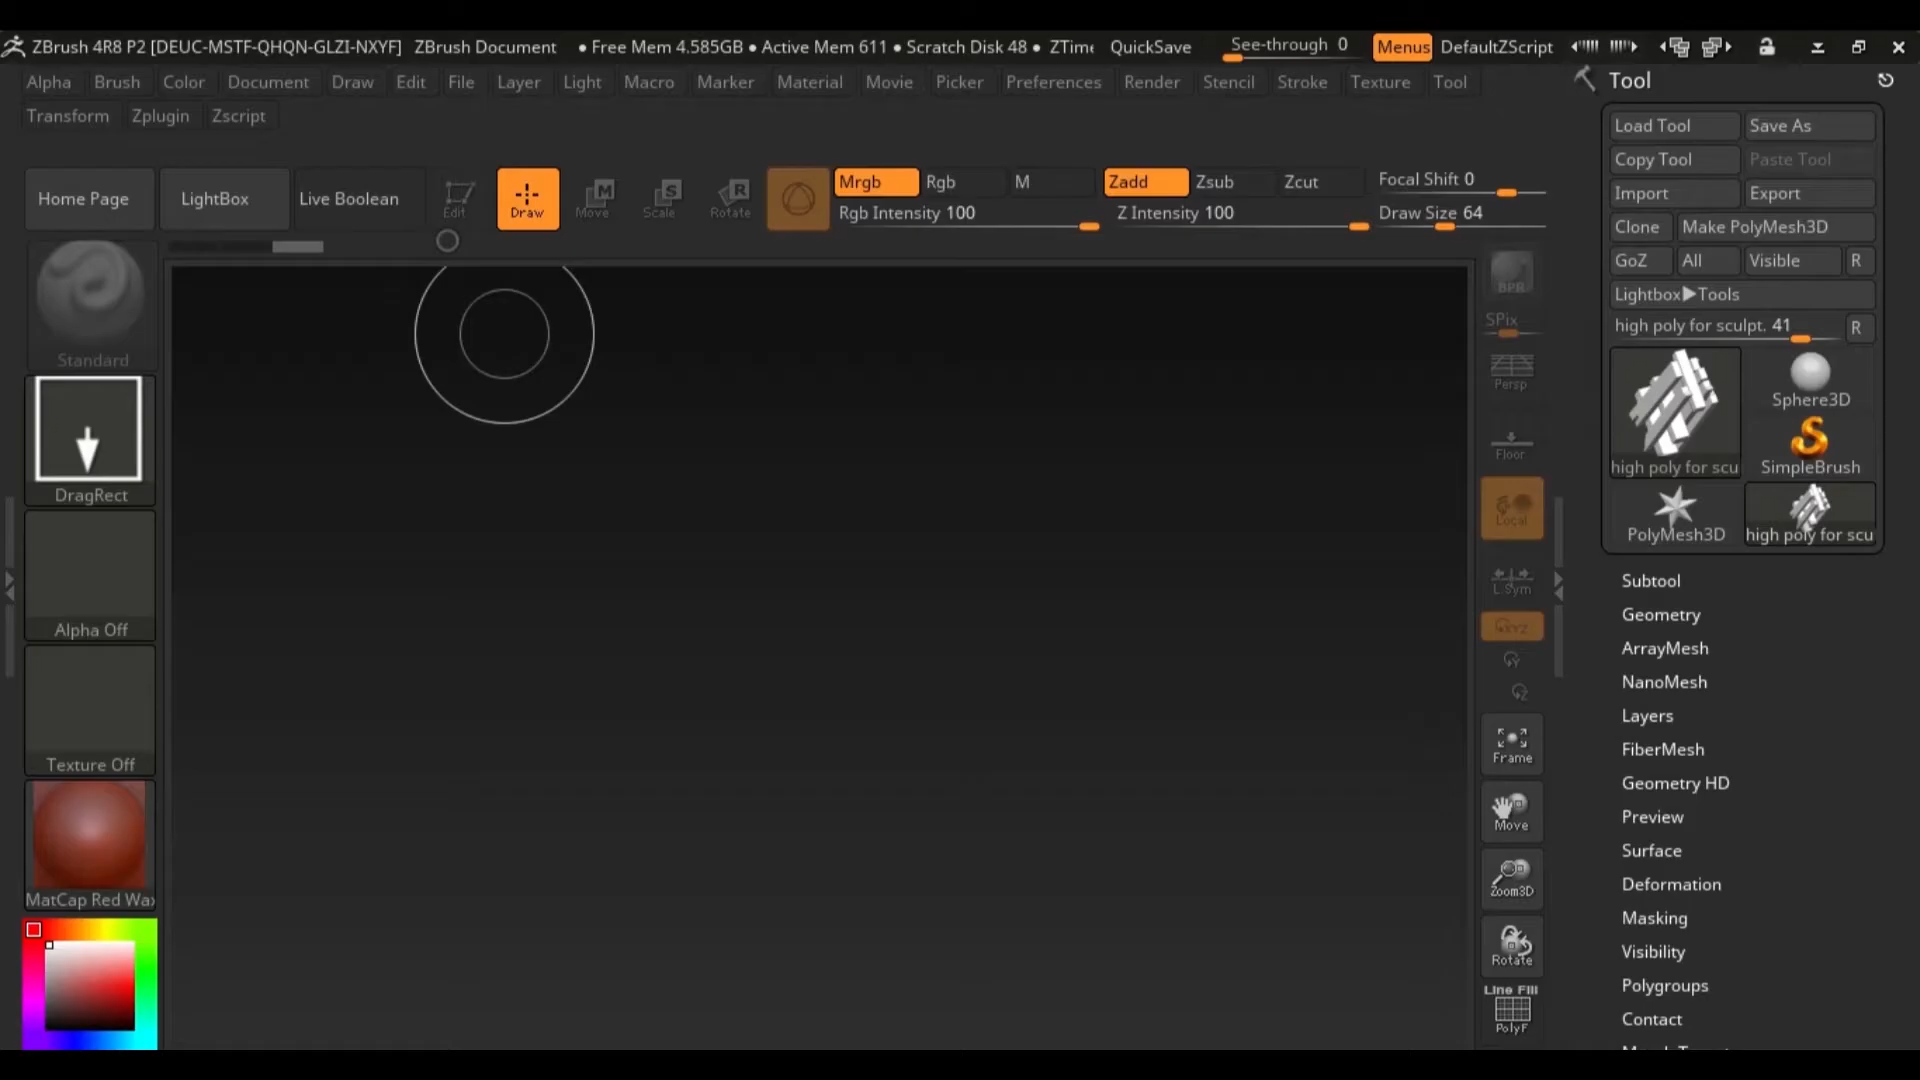 ZBrush 4R8 P2 [DEUC-MSTF-QHQN-GLZI-NXYF] ZBrush Document ● Free Mem 4.585GB ● Active Mem 611 ● Scratch Disk 48 ● ZTime QuickSave See-through 0 Menus DefaultZScript
Alpha Brush Color Document Draw Edit File Layer Light Macro Marker Material Movie Picker Preferences Render Stencil Stroke Texture Tool
Transform Zplugin Zscript
Home Page LightBox Live Boolean Edit Draw Move Scale Rotate
Mrgb Rgb M Zadd Zsub Zcut Focal Shift 0
Rgb Intensity 100 Z Intensity 100 Draw Size 64
Standard
DragRect
Alpha Off
Texture Off
MatCap Red Wax
BPR
SPix
Persp
Floor
Local
L.Sym
XYZ
Frame
Move
Zoom3D
Rotate
Line Fill
PolyF
Tool
Load Tool Save As
Copy Tool Paste Tool
Import Export
Clone Make PolyMesh3D
GoZ All Visible R
Lightbox▶Tools
high poly for sculpt. 41 R
high poly for scu Sphere3D
SimpleBrush
PolyMesh3D high poly for scu
Subtool
Geometry
ArrayMesh
NanoMesh
Layers
FiberMesh
Geometry HD
Preview
Surface
Deformation
Masking
Visibility
Polygroups
Contact